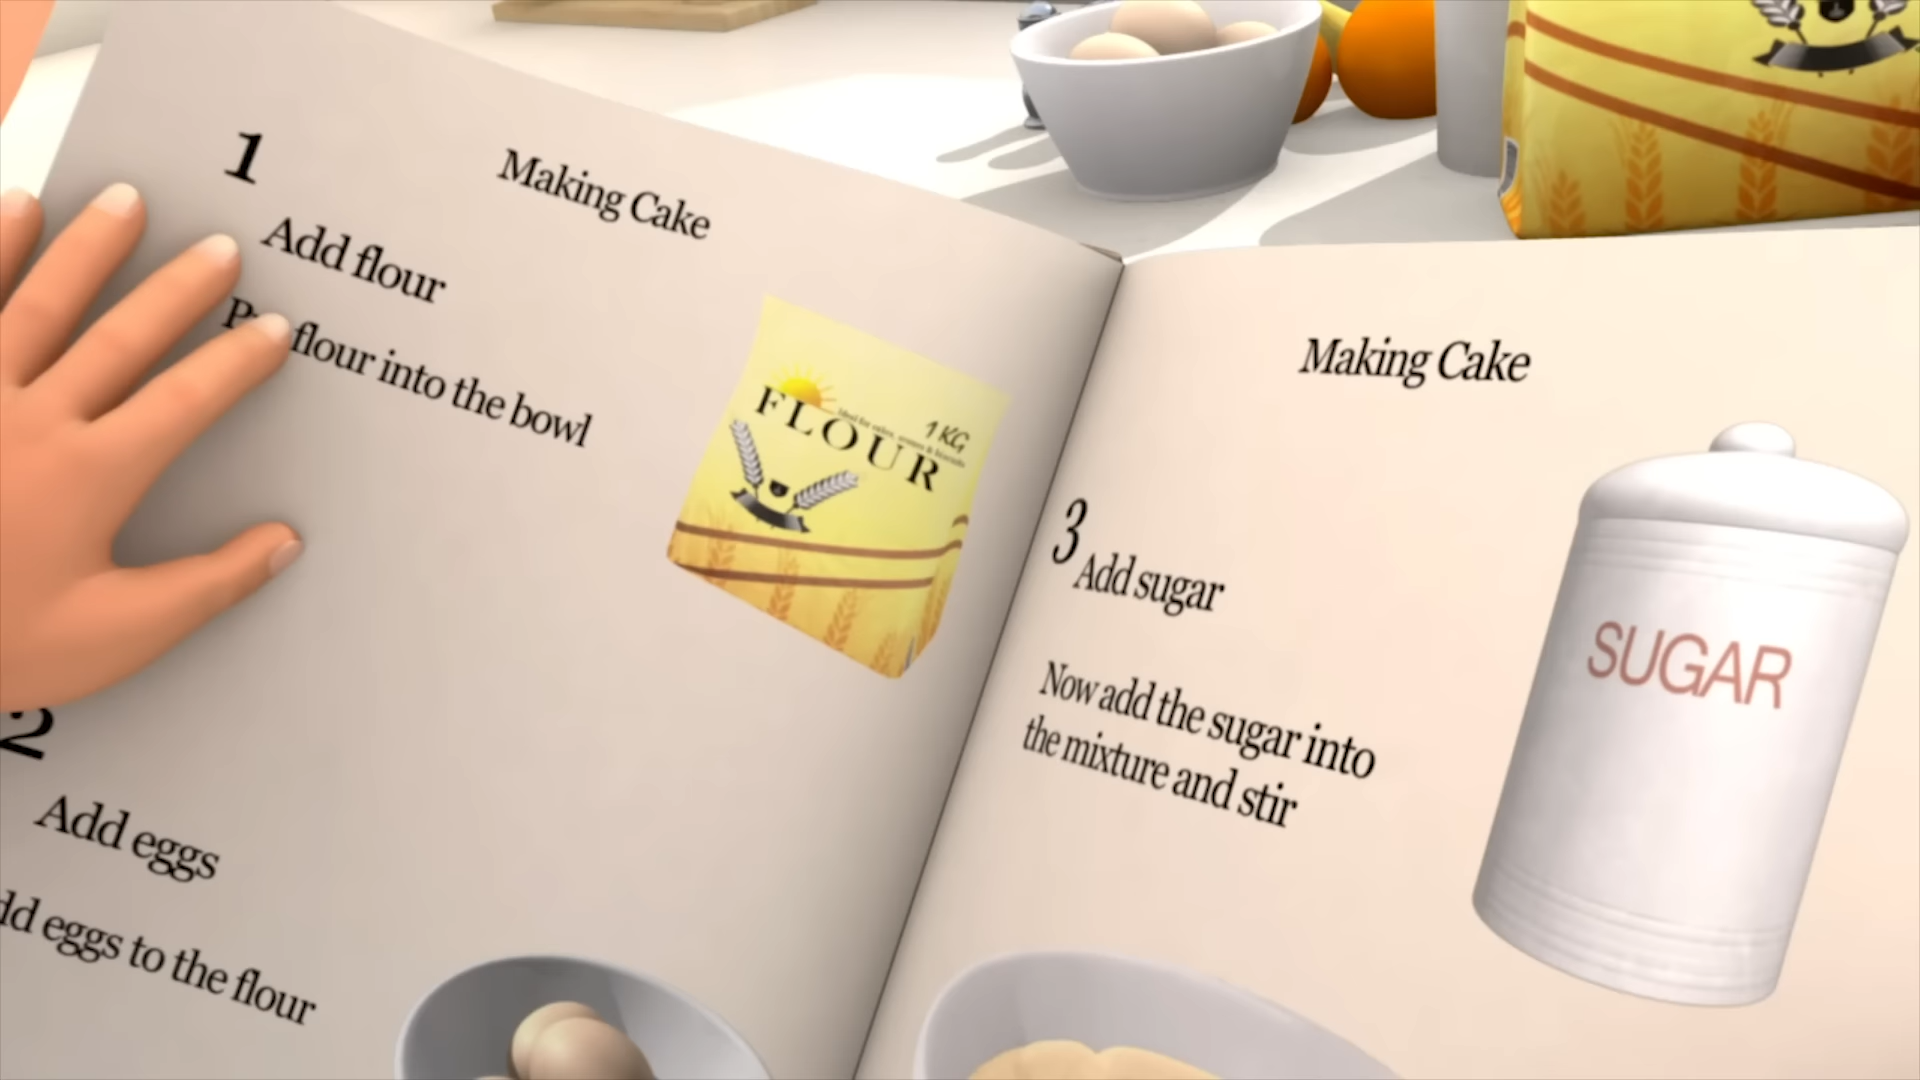 1
Making Cake
Add flour
flour into the bowl
FLOUR
1 KG
2
Add eggs
eggs to the flour
Making Cake
3
Add sugar
Now add the sugar into
the mixture and stir
SUGAR